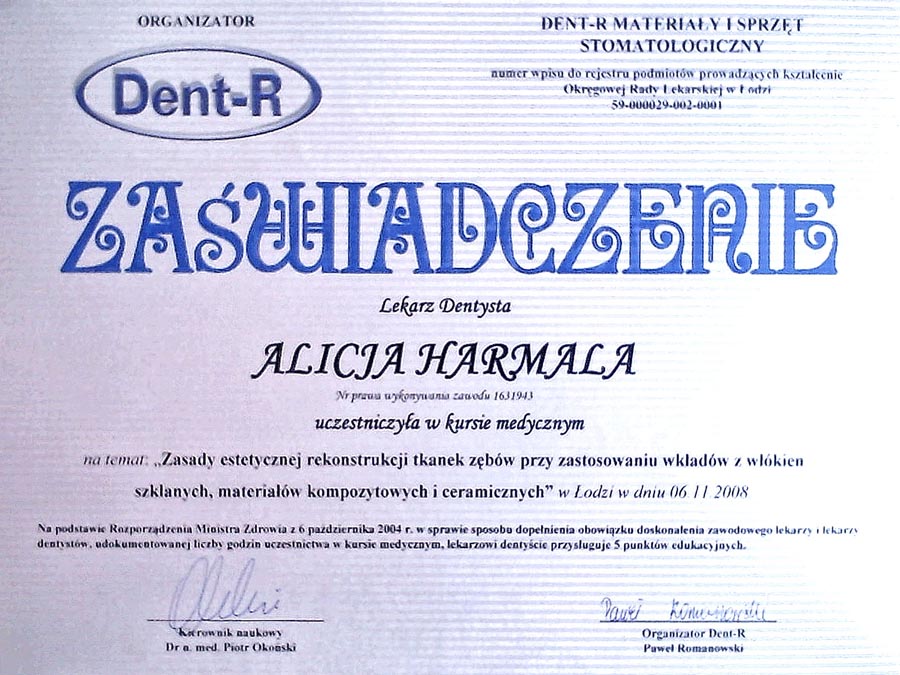 ORGANIZATOR
Dent-R
DENT-R MATERIAŁY I SPRZĘT
STOMATOLOGICZNY
numer wpisu do rejestru podmiotów prowadzących kształcenie
Okręgowej Rady Lekarskiej w Łodzi
59-000029-002-0001
ZAŚWIADCZENIE
Lekarz Dentysta
ALICJA HARMALA
Nr prawa wykonywania zawodu 1631943
uczestniczyła w kursie medycznym
na temat: „Zasady estetycznej rekonstrukcji tkanek zębów przy zastosowaniu wkładów z włókien
szklanych, materiałów kompozytowych i ceramicznych” w Łodzi w dniu 06.11.2008
Na podstawie Rozporządzenia Ministra Zdrowia z 6 października 2004 r. w sprawie sposobu dopełnienia obowiązku doskonalenia zawodowego lekarzy i lekarzy
dentystów, udokumentowanej liczby godzin uczestnictwa w kursie medycznym, lekarzowi dentyście przysługuje 5 punktów edukacyjnych.
Kierownik naukowy
Dr n. med. Piotr Okoński
Paweł Romanowski
Organizator Dent-R
Paweł Romanowski